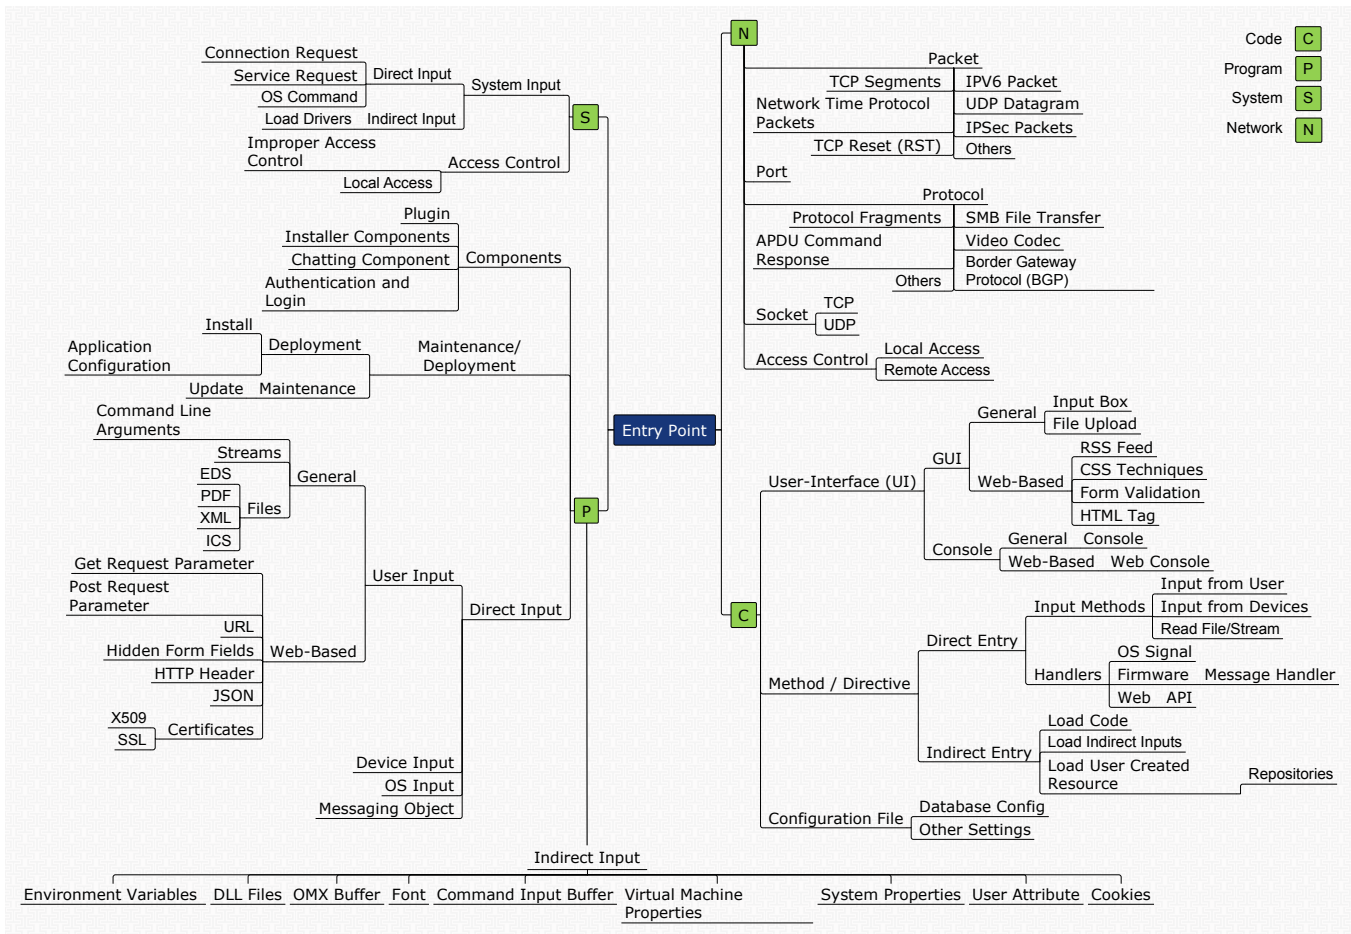 Connection Request
Service Request
OS Command
Direct Input
Load Drivers
Indirect Input
System Input
Improper Access
Control
Local Access
Access Control
S
Plugin
Installer Components
Chatting Component
Authentication and
Login
Components
Install
Application
Configuration
Deployment
Update
Maintenance
Maintenance/
Deployment
Command Line
Arguments
Streams
EDS
PDF
XML
ICS
Files
General
Get Request Parameter
Post Request
Parameter
URL
Hidden Form Fields
HTTP Header
JSON
X509
SSL
Certificates
Web-Based
User Input
Device Input
OS Input
Messaging Object
Direct Input
P
Entry Point
N
Packet
TCP Segments
Network Time Protocol
Packets
TCP Reset (RST)
IPV6 Packet
UDP Datagram
IPSec Packets
Others
Port
Protocol
Protocol Fragments
APDU Command
Response
Others
SMB File Transfer
Video Codec
Border Gateway
Protocol (BGP)
Socket
TCP
UDP
Access Control
Local Access
Remote Access
Code C
Program P
System S
Network N
C
User-Interface (UI)
GUI
General
Input Box
File Upload
Web-Based
RSS Feed
CSS Techniques
Form Validation
HTML Tag
Console
General Console
Web-Based Web Console
Method / Directive
Direct Entry
Input Methods
Input from User
Input from Devices
Read File/Stream
Handlers
OS Signal
Firmware Message Handler
Web API
Indirect Entry
Load Code
Load Indirect Inputs
Load User Created
Resource
Repositories
Configuration File
Database Config
Other Settings
Indirect Input
Environment Variables
DLL Files
OMX Buffer
Font
Command Input Buffer
Virtual Machine
Properties
System Properties
User Attribute
Cookies